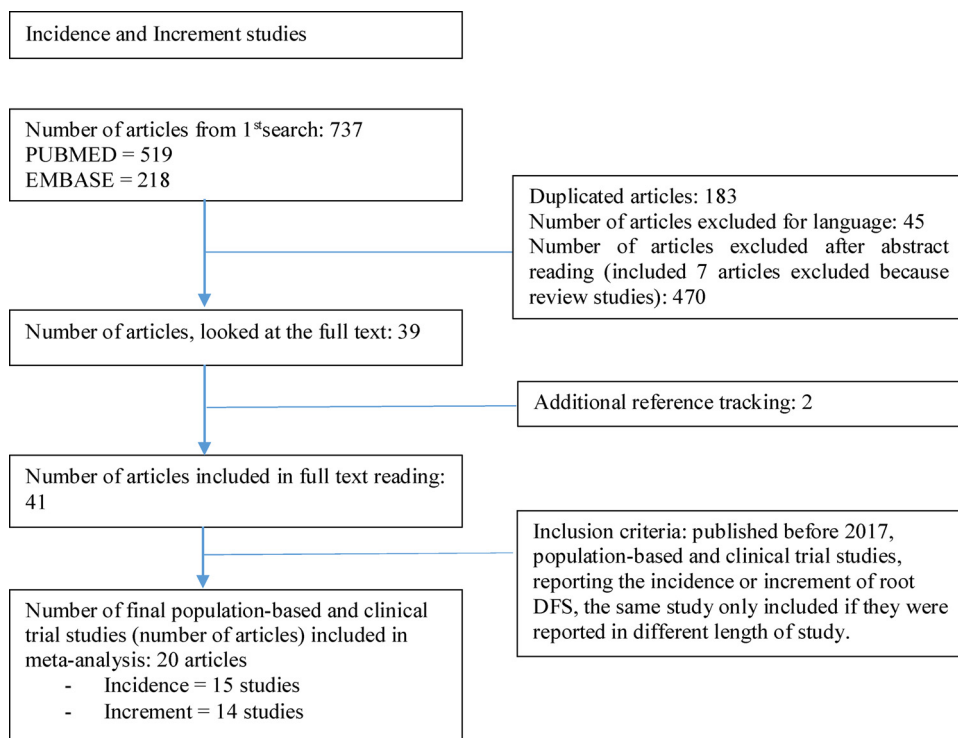 Incidence and Increment studies
Number of articles from 1st search: 737
PUBMED = 519
EMBASE = 218
Duplicated articles: 183
Number of articles excluded for language: 45
Number of articles excluded after abstract
reading (included 7 articles excluded because
review studies): 470
Number of articles, looked at the full text: 39
Additional reference tracking: 2
Number of articles included in full text reading:
41
Inclusion criteria: published before 2017,
population-based and clinical trial studies,
reporting the incidence or increment of root
DFS, the same study only included if they were
reported in different length of study.
Number of final population-based and clinical
trial studies (number of articles) included in
meta-analysis: 20 articles
- Incidence = 15 studies
- Increment = 14 studies